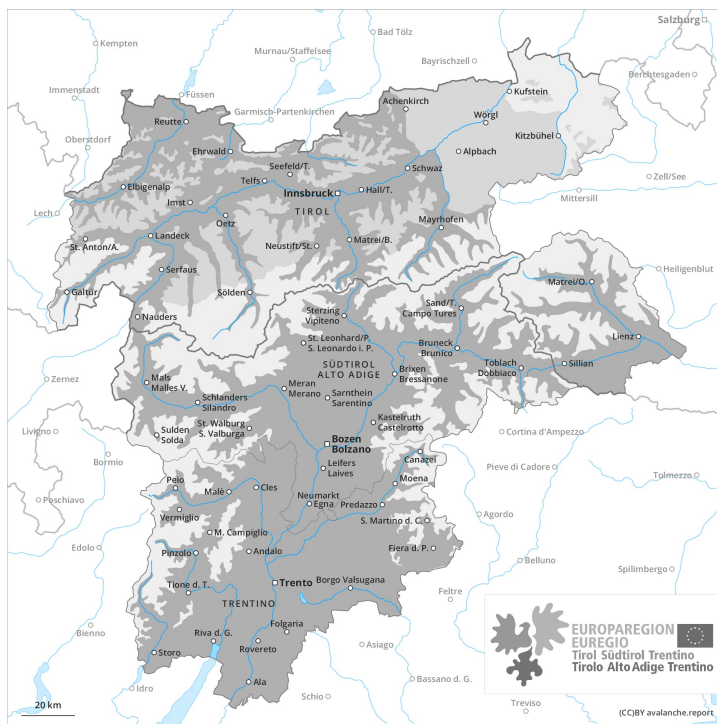 Salzburg
Kempten
Bad Tölz
Murnau/Staffelsee
Bayrischzell
Berchtesgaden
Immenstadt
Füssen
Kufstein
Achenkirch
Garmisch-Partenkirchen
Wörgl
Reutte
Oberstdorf
Kitzbühel
Ehrwald
Alpbach
Seefeld/T.
Schwaz
Zell/See
Telfs
Elbigenalp
Innsbruck
Hall/T.
Mittersill
Imst
TIROL
Lech
Oetz
Mayrhofen
Landeck
Matrei/B.
St. Anton/A.
Neustift/St.
Heiligenblut
Serfaus
Matrei/O.
Galtür
Sölden
Sand/T.
Campo Tures
Nauders
Sterzing
Vipiteno
Lienz
St. Leonhard/P.
S. Leonardo i. P.
Bruneck
Brunico
Toblach
Dobbiaco
Sillian
SÜDTIROL
ALTO ADIGE
Brixen
Bressanone
Zernez
Mals
Malles V.
Meran
Merano
Sarnthein
Sarentino
Schlanders
Silandro
St. Walburg
S. Valburga
Kastelruth
Castelrotto
Livigno
Sulden
Solda
Cortina d'Ampezzo
Bozen
Bolzano
Bormio
Canazei
Pieve di Cadore
Leifers
Laives
Tolmezzo
Peio
Moena
Poschiavo
Malè
Cles
Neumarkt
Egna
Predazzo
Vermiglio
Agordo
S. Martino d. C.
M. Campiglio
Edolo
Pinzolo
Andalo
Fiera d. P.
Belluno
Spilimbergo
Tione d. T.
Trento
Borgo Valsugana
Feltre
TRENTINO
Bienno
Folgaria
Riva d. G.
Rovereto
Asiago
Storo
Ala
Bassano d. G.
Idro
Schio
Treviso
EUROPAREGION
EUREGIO
Tirol Südtirol Trentino
Tirolo Alto Adige Trentino
20 km
(CC)BY avalanche.report